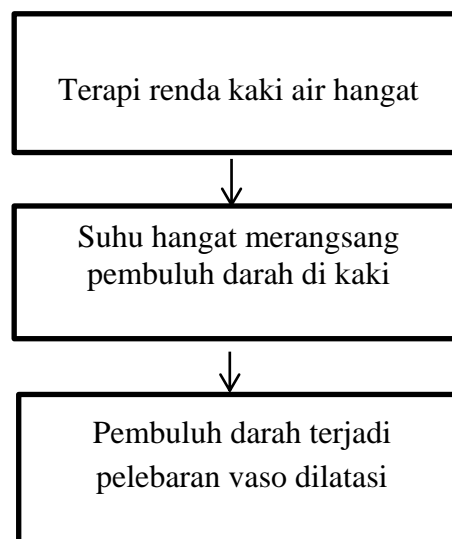 Terapi renda kaki air hangat
Suhu hangat merangsang
pembuluh darah di kaki
Pembuluh darah terjadi
pelebaran vaso dilatasi